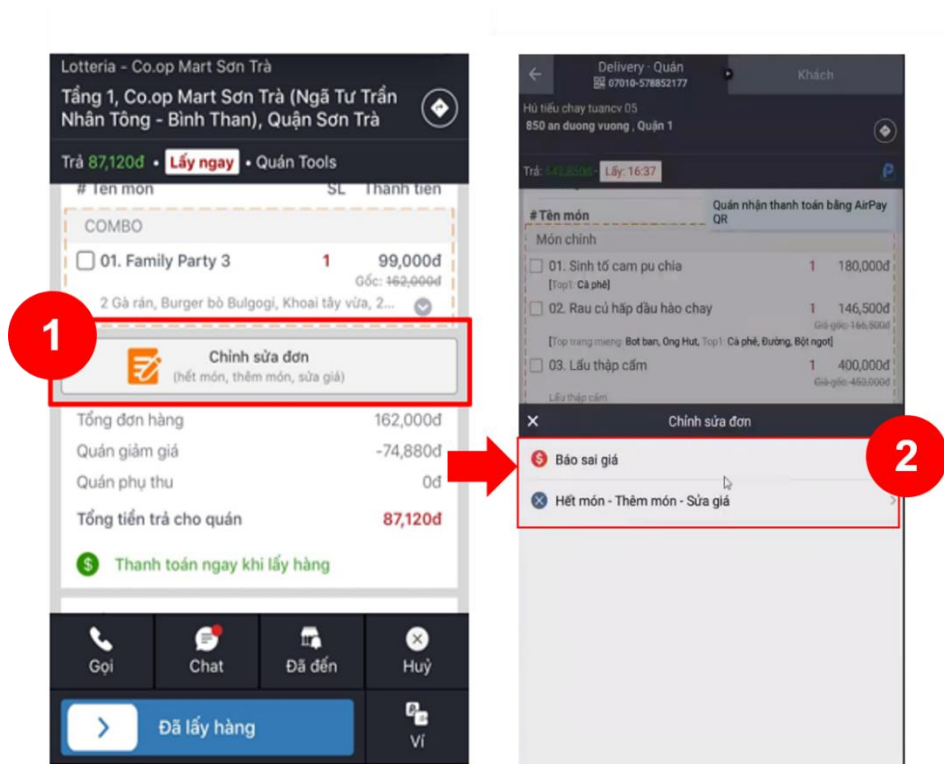 Lotteria - Co.op Mart Sơn Trà
Tầng 1, Co.op Mart Sơn Trà (Ngã Tư Trần
Nhân Tông - Bình Than), Quận Sơn
Trà
Trả 87,120đ • Lấy ngay • Quán Tools
# Tên món SL Thành tiền
COMBO
01. Family Party 3 1 99,000đ
Gốc: 162,000đ
2 Gà rán, Burger bò Bulgogi, Khoai tây vừa, 2...
1
Chỉnh sửa đơn
(hết món, thêm món, sửa giá)
Tổng đơn hàng 162,000đ
Quán giảm giá -74,880đ
Quán phụ thu 0đ
Tổng tiền trả cho quán 87,120đ
Thanh toán ngay khi lấy hàng
Gọi Chat Đã đến Huỷ
Đã lấy hàng Ví
Delivery - Quán Khách
07010-578852177
Hủ tiếu chay tuancv 05
850 an duong vuong , Quận 1
Trả: Lấy: 16:37
Quán nhận thanh toán bằng AirPay
QR
# Tên món
Món chính
01. Sinh tố cam pu chia 1 180,000đ
[Top1: Cà phê]
02. Rau củ hấp dầu hào chay 1 146,500đ
Giá gốc: 166,500đ
[Top trang mieng: Bot ban, Ong Hut, Top1: Cà phê, Đường, Bột ngọt]
03. Lẩu thập cẩm 1 400,000đ
Giá gốc: 450,000đ
Lẩu thập cẩm
Chỉnh sửa đơn
2
Báo sai giá
Hết món - Thêm món - Sửa giá